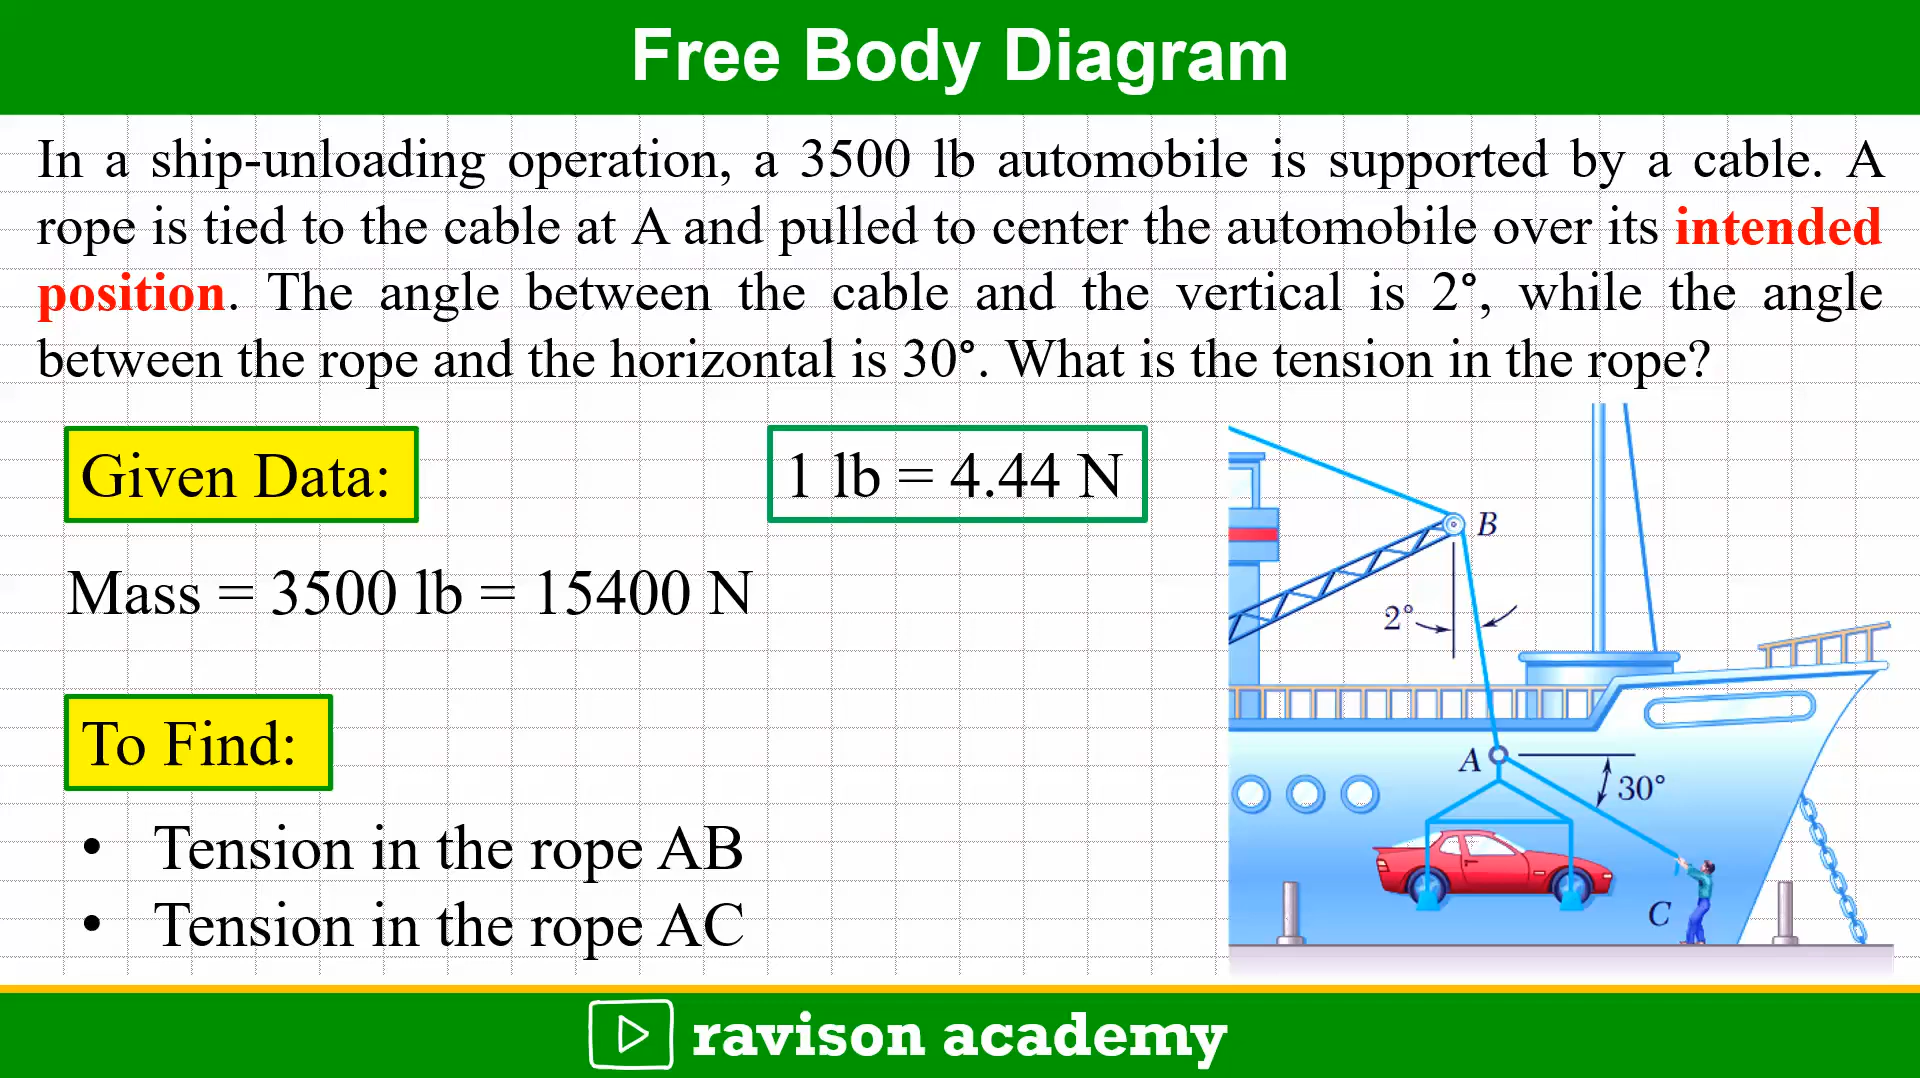 Free Body Diagram
In a ship-unloading operation, a 3500 lb automobile is supported by a cable. A
rope is tied to the cable at A and pulled to center the automobile over its intended
position. The angle between the cable and the vertical is 2°, while the angle
between the rope and the horizontal is 30°. What is the tension in the rope?
Given Data:
1 lb = 4.44 N
Mass = 3500 lb = 15400 N
To Find:
• Tension in the rope AB
• Tension in the rope AC
B
2°
A
30°
C
ravison academy